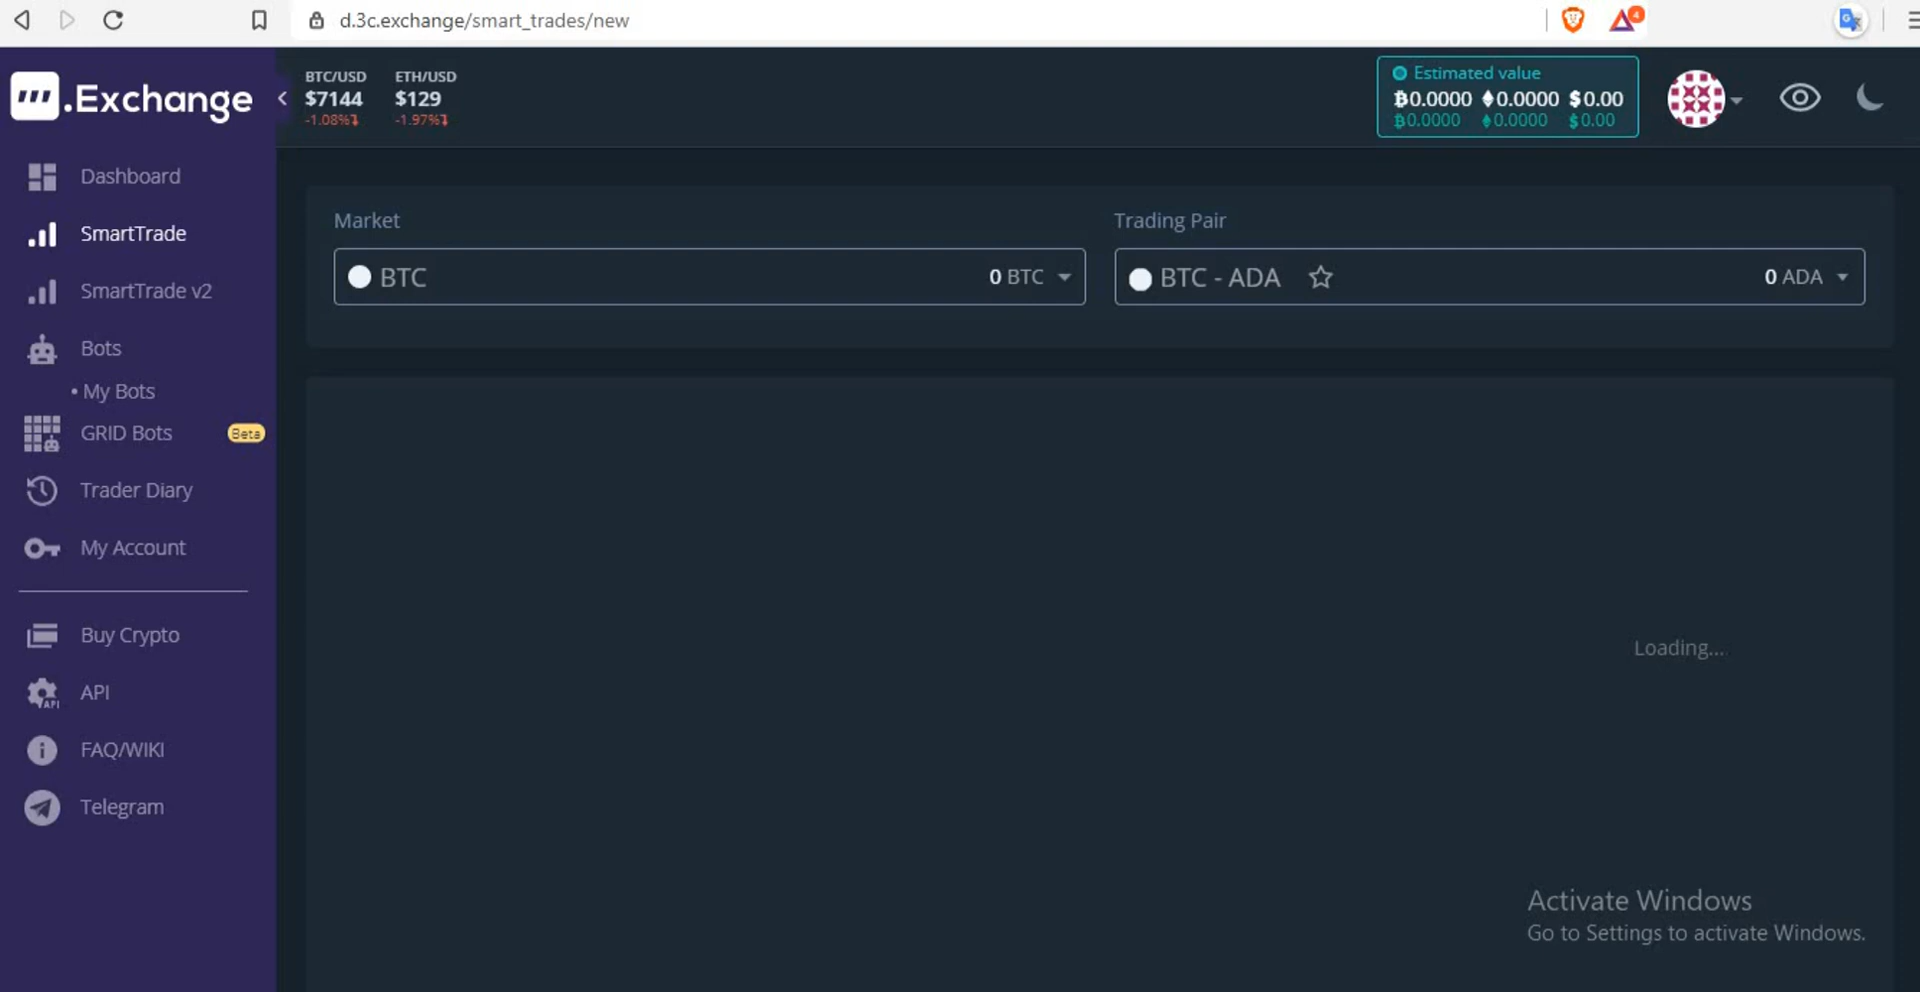 d.3c.exchange/smart_trades/new
4
.Exchange
BTC/USD
$7144
-1.08%
ETH/USD
$129
-1.97%
Estimated value
₿0.0000 0.0000 $0.00
₿0.0000 0.0000 $0.00
Dashboard
SmartTrade
SmartTrade v2
Bots
• My Bots
GRID Bots
Beta
Trader Diary
My Account
Buy Crypto
API
API
FAQ/WIKI
Telegram
Market
BTC
0 BTC
Trading Pair
BTC - ADA
0 ADA
Loading...
Activate Windows
Go to Settings to activate Windows.